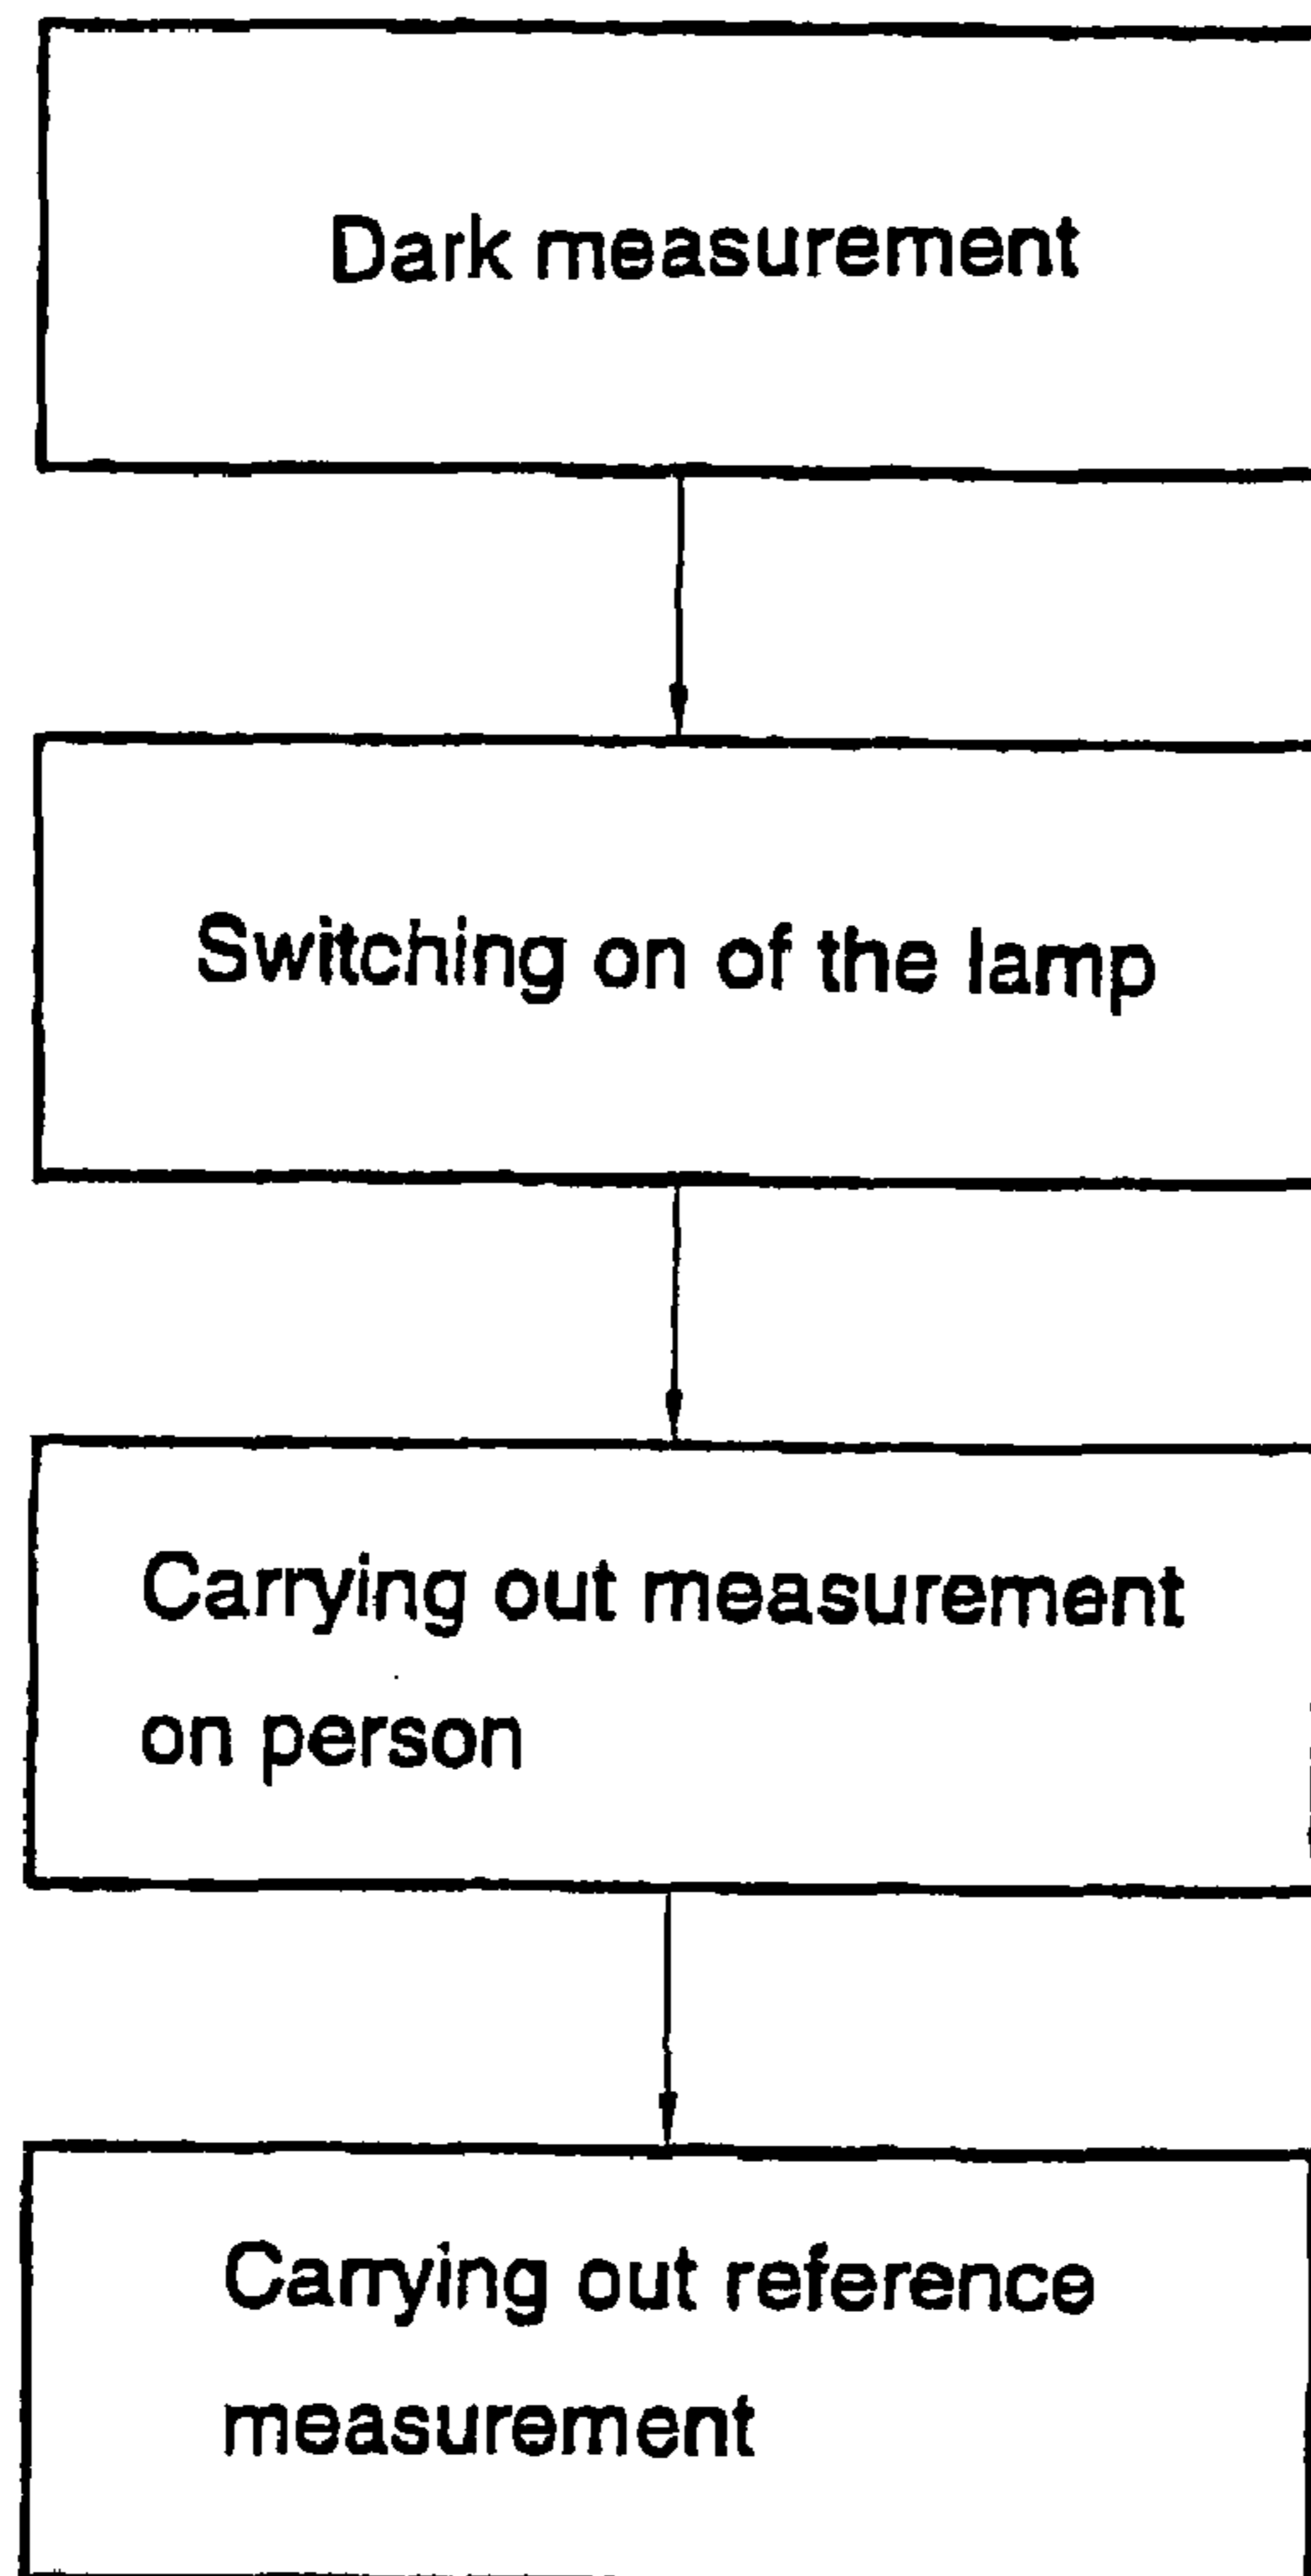 Dark measurement
Switching on of the lamp
Carrying out measurement
on person
Carrying out reference
measurement